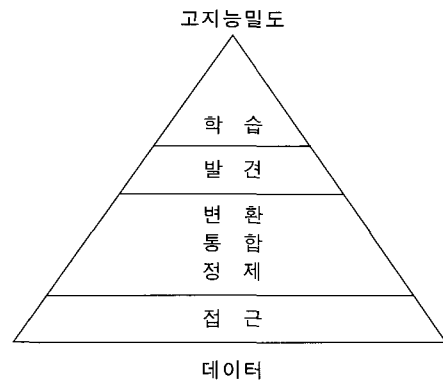 고지능밀도
학 습
발 견
변 환
통 합
정 제
접 근
데이터